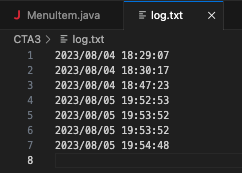 J MenuItem.java log.txt ×
CTA3 > log.txt
1 2023/08/04 18:29:07
2 2023/08/04 18:30:17
3 2023/08/04 18:47:23
4 2023/08/05 19:52:53
5 2023/08/05 19:53:52
6 2023/08/05 19:53:52
7 2023/08/05 19:54:48
8